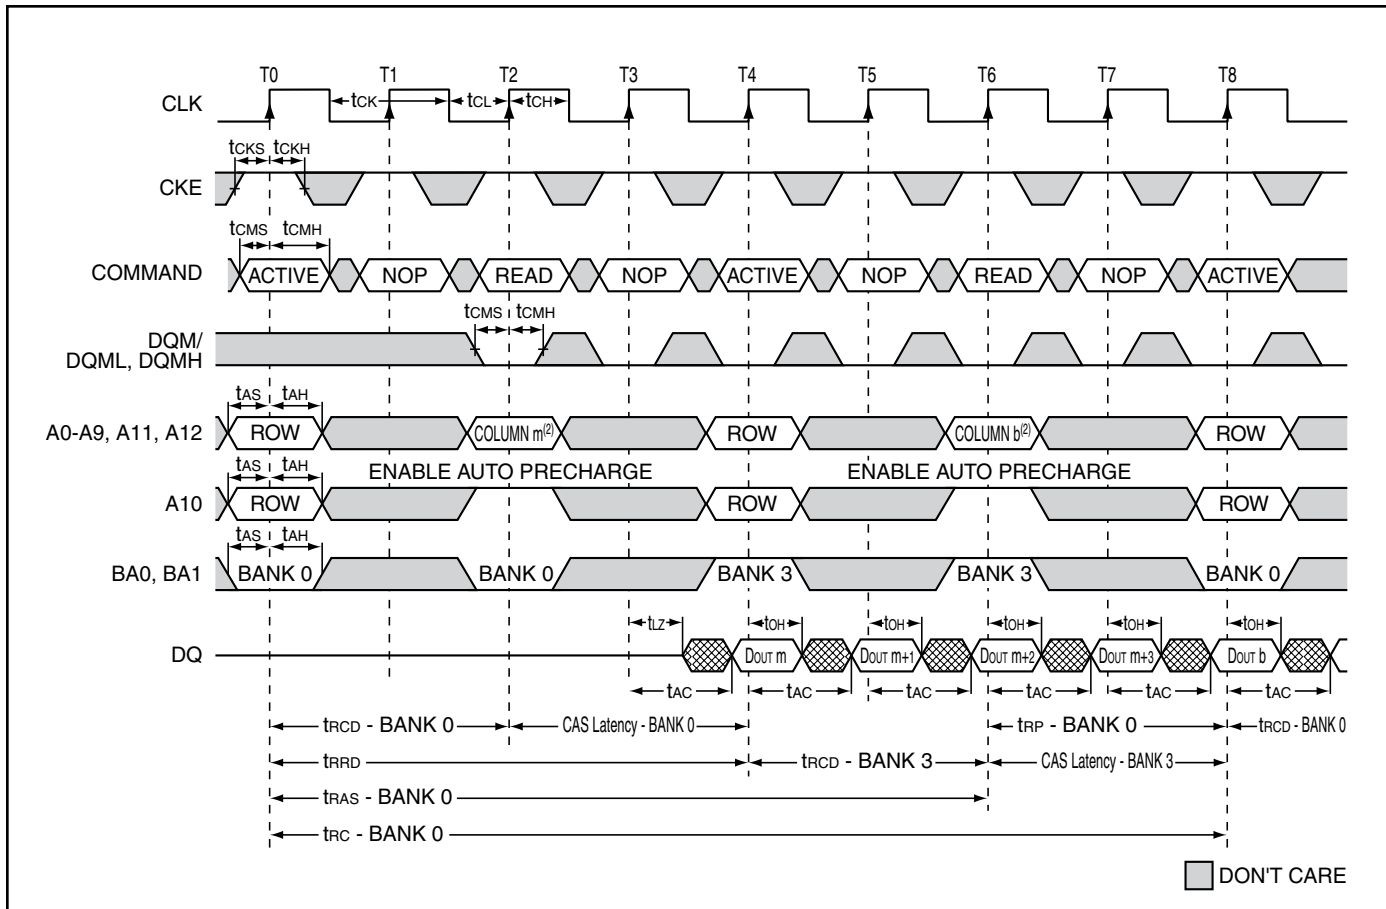 T0 T1 T2 T3 T4 T5 T6 T7 T8
CLK tCK tCL tCH
tCKS tCKH
CKE
tCMS tCMH
COMMAND ACTIVE NOP READ NOP ACTIVE NOP READ NOP ACTIVE
tCMS tCMH
DQM/
DQML, DQMH
tAS tAH
A0-A9, A11, A12 ROW COLUMN m(2) ROW COLUMN b(2) ROW
tAS tAH ENABLE AUTO PRECHARGE ENABLE AUTO PRECHARGE
A10 ROW ROW ROW
tAS tAH
BA0, BA1 BANK 0 BANK 0 BANK 3 BANK 3 BANK 0
tLZ tOH tOH tOH tOH tOH
DQ DOUT m DOUT m+1 DOUT m+2 DOUT m+3 DOUT b
tAC tAC tAC tAC tAC tAC
tRCD - BANK 0 CAS Latency - BANK 0 tRP - BANK 0 tRCD - BANK 0
tRRD tRCD - BANK 3 CAS Latency - BANK 3
tRAS - BANK 0
tRC - BANK 0
DON'T CARE